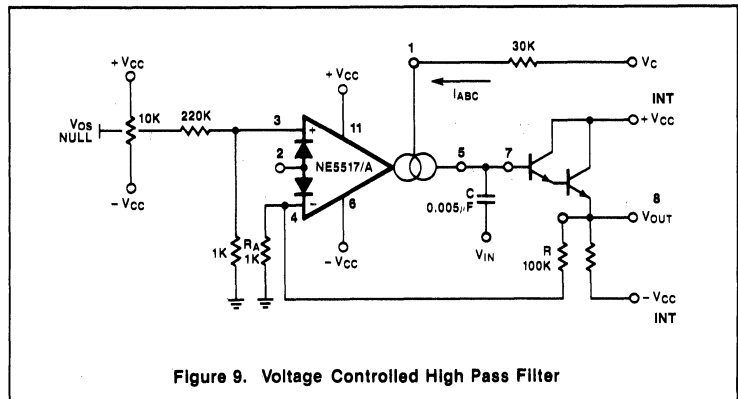 1
30K
VC
IABC
INT
+ VCC
+ VCC
+ VCC
10K
220K
3
11
5
7
VOS
NULL
2
NE5517/A
+
−
4
6
C
0.005µF
8
VOUT
− VCC
VIN
R
100K
1K
RA
1K
− VCC
− VCC
INT
Figure 9. Voltage Controlled High Pass Filter